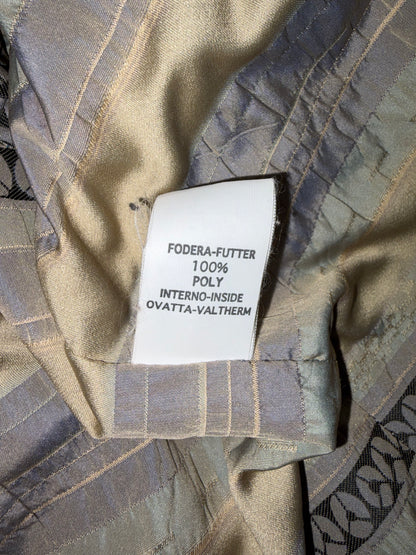 FODERA-FUTTER
100%
POLY
INTERNO-INSIDE
OVATTA-VALTHERM